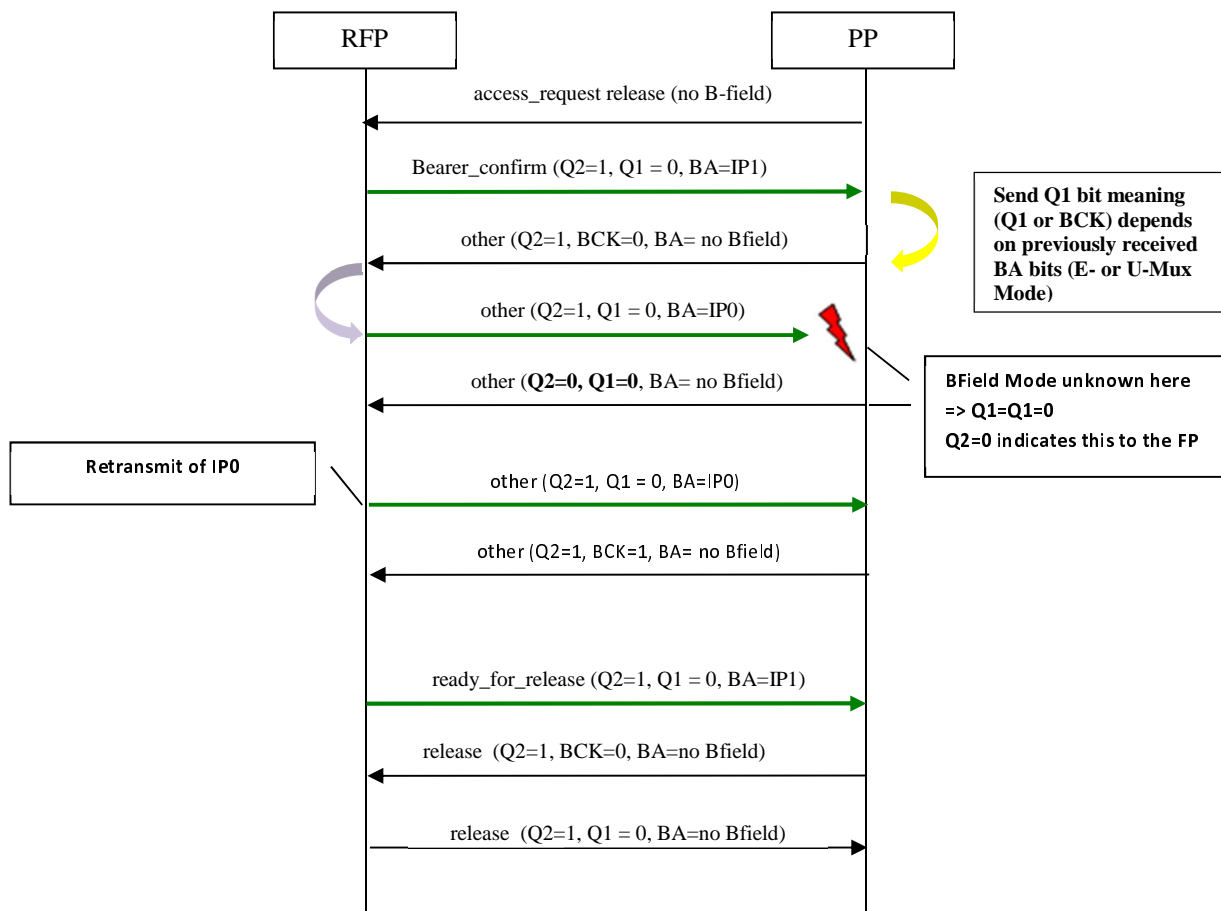 RFP
PP
access_request release (no B-field)
Bearer_confirm (Q2=1, Q1 = 0, BA=IP1)
Send Q1 bit meaning
(Q1 or BCK) depends
on previously received
BA bits (E- or U-Mux
Mode)
other (Q2=1, BCK=0, BA= no Bfield)
other (Q2=1, Q1 = 0, BA=IP0)
other (Q2=0, Q1=0, BA= no Bfield)
BField Mode unknown here
=> Q1=Q1=0
Q2=0 indicates this to the FP
Retransmit of IP0
other (Q2=1, Q1 = 0, BA=IP0)
other (Q2=1, BCK=1, BA= no Bfield)
ready_for_release (Q2=1, Q1 = 0, BA=IP1)
release (Q2=1, BCK=0, BA=no Bfield)
release (Q2=1, Q1 = 0, BA=no Bfield)